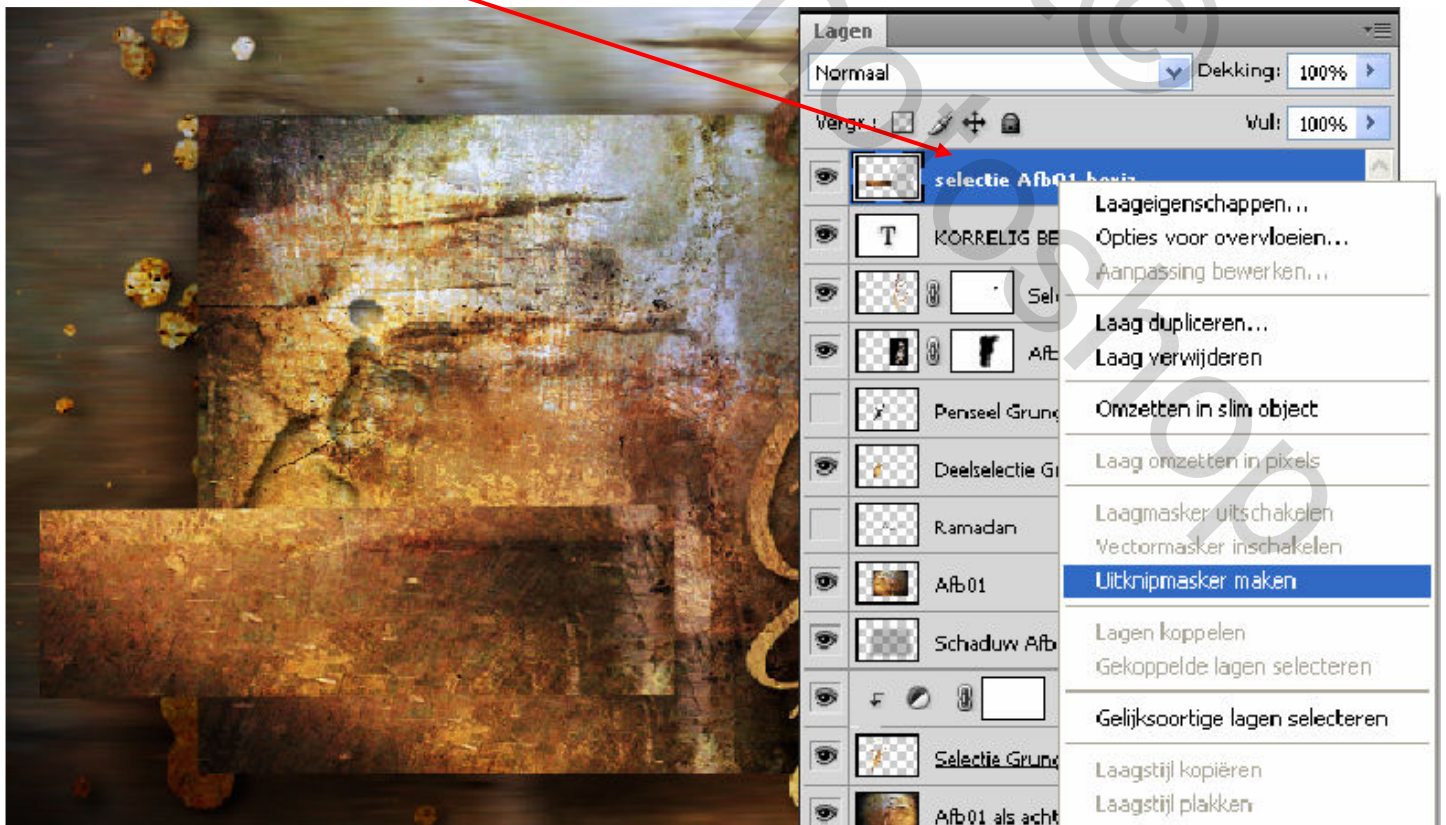 Lagen
Normaal
Dekking: 100%
Vergr.:
Vul: 100%
selectie Afb01 horiz
KORRELIG BE
Sele
Afb
Penseel Grung
Deelselectie Gr
Ramadan
Afb01
Schaduw Afb
Selectie Grung
Afb01 als acht
Laageigenschappen...
Opties voor overvloeien...
Aanpassing bewerken...
Laag dupliceren...
Laag verwijderen
Omzetten in slim object
Laag omzetten in pixels
Laagmasker uitschakelen
Vectormasker inschakelen
Uitknipmasker maken
Lagen koppelen
Gekoppelde lagen selecteren
Gelijksoortige lagen selecteren
Laagstijl kopiëren
Laagstijl plakken
©
otoshop